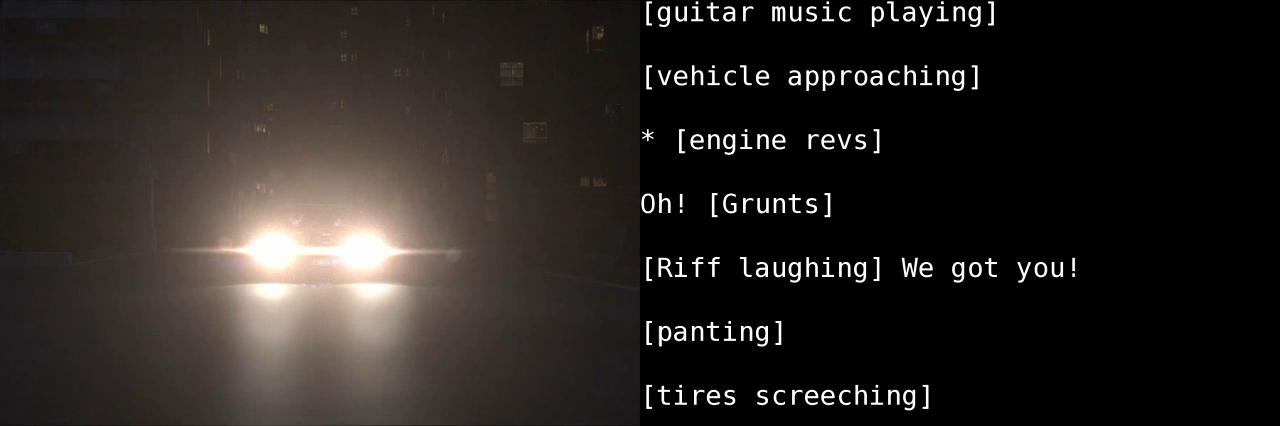 [guitar music playing]
[vehicle approaching]
* [engine revs]
Oh! [Grunts]
[Riff laughing] We got you!
[panting]
[tires screeching]